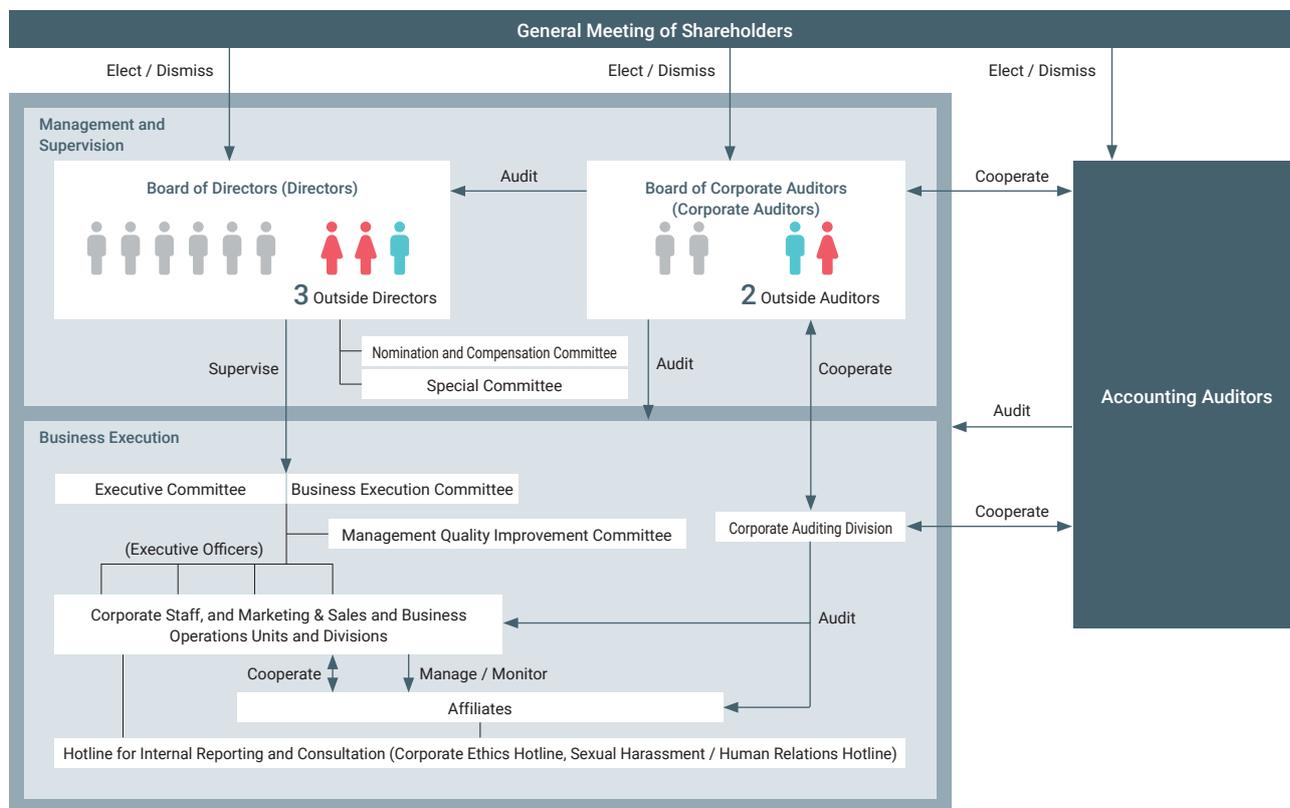 General Meeting of Shareholders
Elect / Dismiss
Elect / Dismiss
Elect / Dismiss
Management and
Supervision
Board of Directors (Directors)
3 Outside Directors
Audit
Board of Corporate Auditors
(Corporate Auditors)
2 Outside Auditors
Cooperate
Accounting Auditors
Supervise
Nomination and Compensation Committee
Special Committee
Audit
Cooperate
Audit
Business Execution
Executive Committee
Business Execution Committee
Management Quality Improvement Committee
Corporate Auditing Division
Cooperate
(Executive Officers)
Corporate Staff, and Marketing & Sales and Business
Operations Units and Divisions
Audit
Cooperate
Manage / Monitor
Affiliates
Hotline for Internal Reporting and Consultation (Corporate Ethics Hotline, Sexual Harassment / Human Relations Hotline)